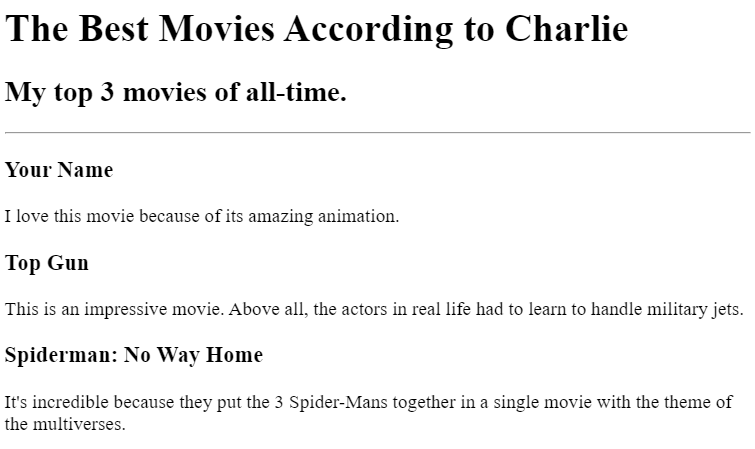 The Best Movies According to Charlie
My top 3 movies of all-time.
Your Name
I love this movie because of its amazing animation.
Top Gun
This is an impressive movie. Above all, the actors in real life had to learn to handle military jets.
Spiderman: No Way Home
It's incredible because they put the 3 Spider-Mans together in a single movie with the theme of
the multiverses.